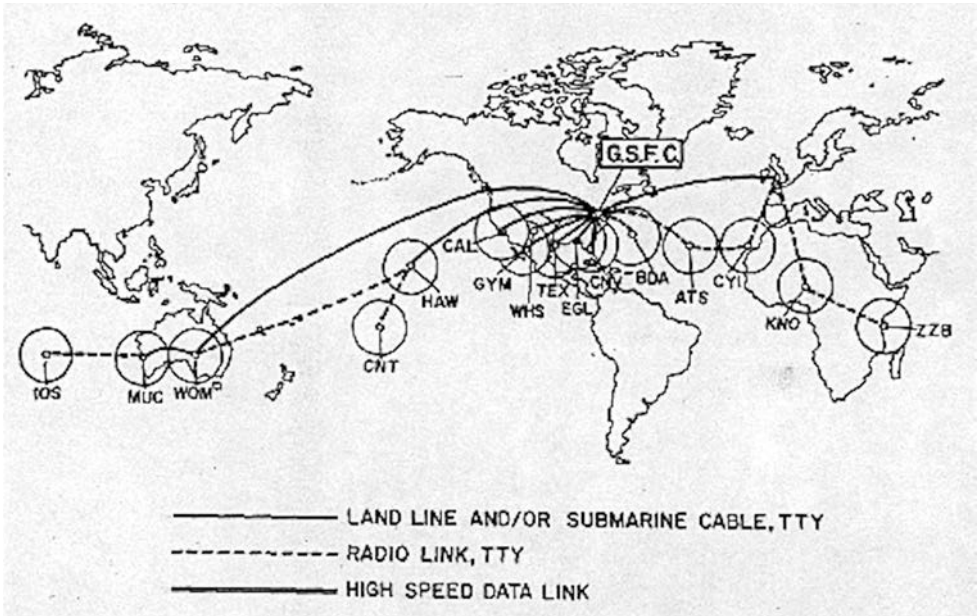 G.S.F.C.
CAL
GYM
WHS
TEX
EGL
CNV
BDA
ATS
CYI
HAW
CNT
KNO
ZZB
IOS
MUC
WOM
LAND LINE AND/OR SUBMARINE CABLE, TTY
RADIO LINK, TTY
HIGH SPEED DATA LINK